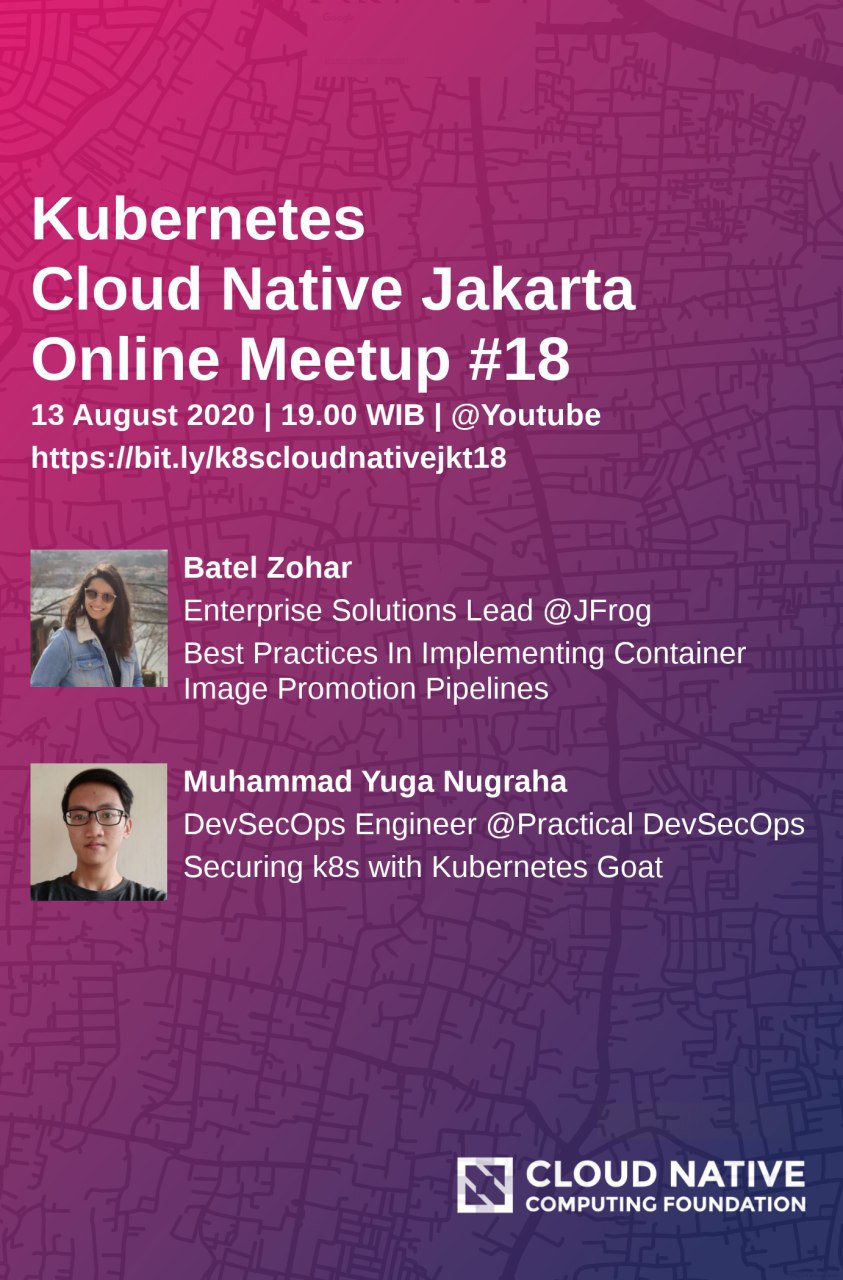 Kubernetes
Cloud Native Jakarta
Online Meetup #18
13 August 2020 | 19.00 WIB | @Youtube
https://bit.ly/k8scloudnativejkt18
Batel Zohar
Enterprise Solutions Lead @JFrog
Best Practices In Implementing Container
Image Promotion Pipelines
Muhammad Yuga Nugraha
DevSecOps Engineer @Practical DevSecOps
Securing k8s with Kubernetes Goat
CLOUD NATIVE
COMPUTING FOUNDATION